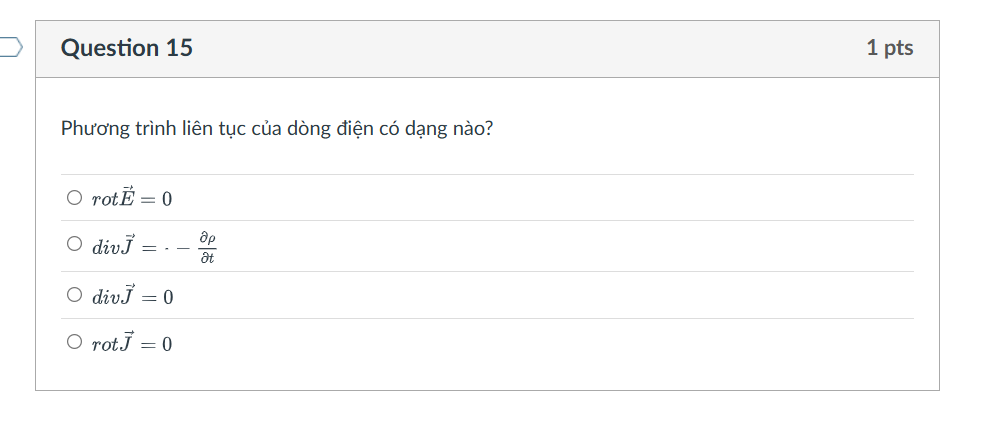 Question 15
1 pts
Phương trình liên tục của dòng điện có dạng nào?
$rot\vec{E} = 0$
$div\vec{J} = \cdot - \frac{\partial \rho}{\partial t}$
$div\vec{J} = 0$
$rot\vec{J} = 0$